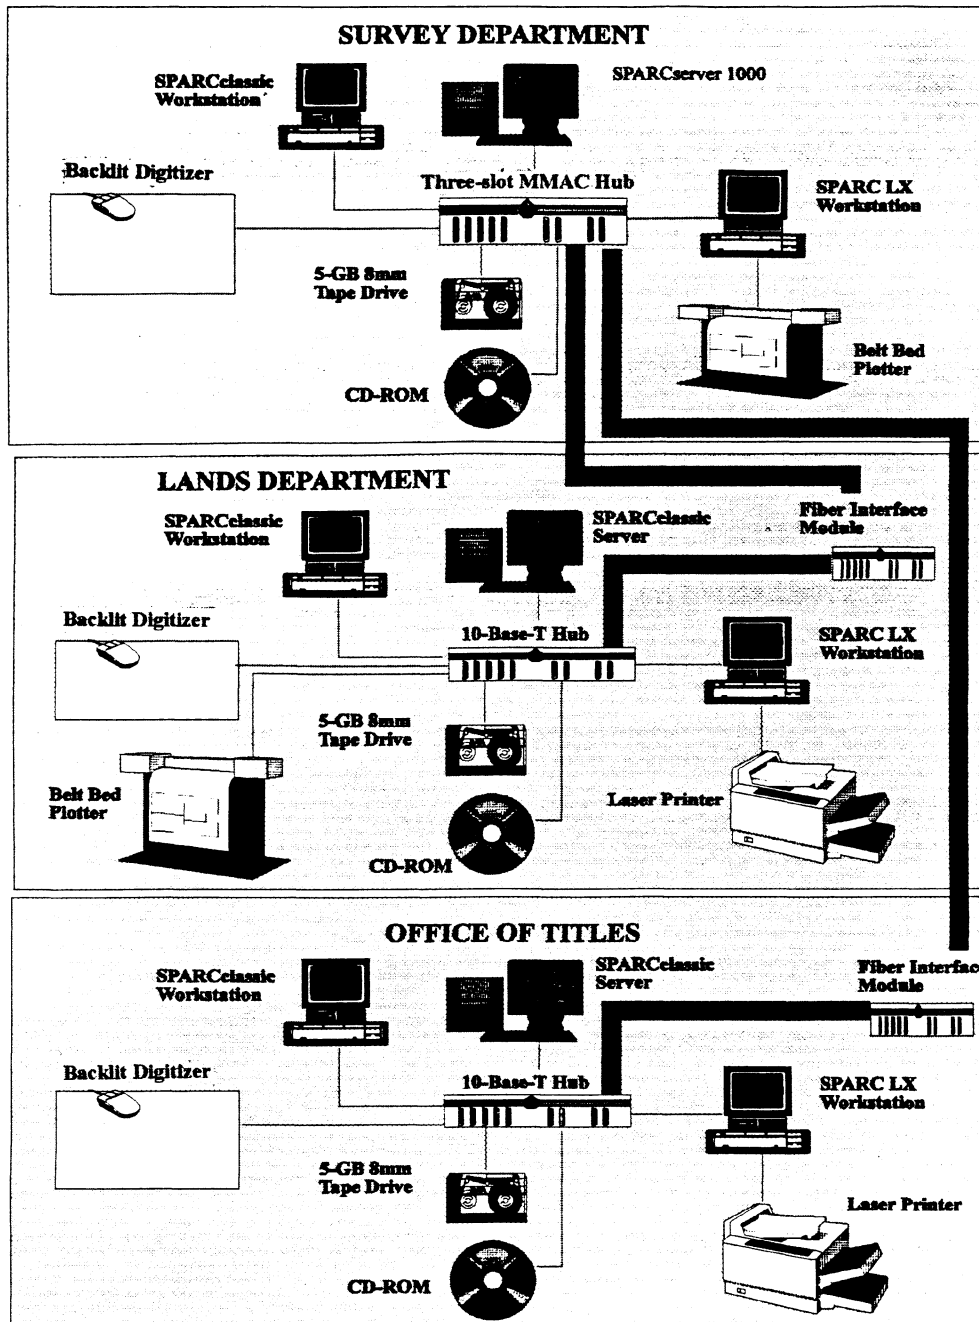 SURVEY DEPARTMENT
SPARCclassic
Workstation
SPARCserver 1000
Backlit Digitizer
Three-slot MMAC Hub
SPARC LX
Workstation
5-GB 8mm
Tape Drive
Belt Bed
Plotter
CD-ROM
LANDS DEPARTMENT
SPARCclassic
Workstation
SPARCclassic
Server
Fiber Interface
Module
Backlit Digitizer
10-Base-T Hub
SPARC LX
Workstation
5-GB 8mm
Tape Drive
Belt Bed
Plotter
Laser Printer
CD-ROM
OFFICE OF TITLES
SPARCclassic
Workstation
SPARCclassic
Server
Fiber Interface
Module
Backlit Digitizer
10-Base-T Hub
SPARC LX
Workstation
5-GB 8mm
Tape Drive
Laser Printer
CD-ROM